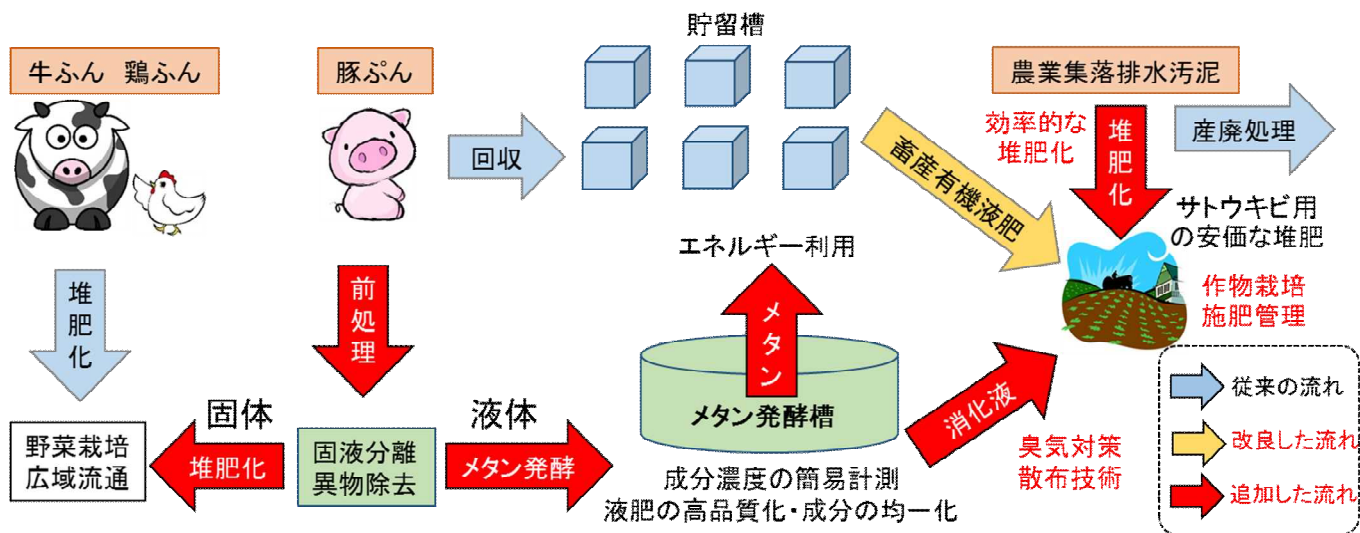 牛ふん 鶏ふん
豚ぷん
貯留槽
農業集落排水汚泥
回収
効率的な
堆肥化
堆肥化
産廃処理
畜産有機液肥
サトウキビ用
の安価な堆肥
作物栽培
施肥管理
堆肥化
前処理
エネルギー利用
メタン
メタン発酵槽
固体
堆肥化
野菜栽培
広域流通
固液分離
異物除去
液体
メタン発酵
成分濃度の簡易計測
液肥の高品質化・成分の均一化
消化液
臭気対策
散布技術
従来の流れ
改良した流れ
追加した流れ